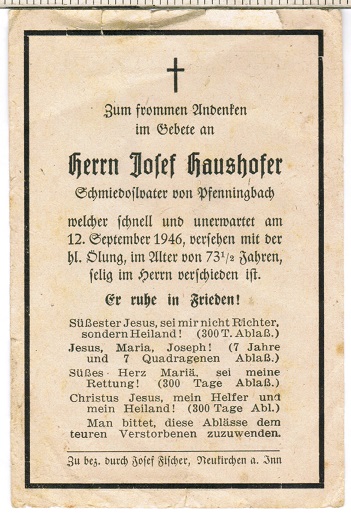 Zum frommen Andenken
im Gebete an
Herrn Josef Haushofer
Schmiedoslvater von Pfenningbach
welcher schnell und unerwartet am
12. September 1946, versehen mit der
hl. Ölung, im Alter von 73 1/2 Jahren,
selig im Herrn verschieden ist.
Er ruhe in Frieden!
Süßester Jesus, sei mir nicht Richter,
sondern Heiland! (300 T. Ablaß.)
Jesus, Maria, Joseph! (7 Jahre
und 7 Quadragenen Ablaß.)
Süßes Herz Mariä, sei meine
Rettung! (300 Tage Ablaß.)
Christus Jesus, mein Helfer und
mein Heiland! (300 Tage Abl.)
Man bittet, diese Ablässe dem
teuren Verstorbenen zuzuwenden.
Zu bez. durch Josef Fischer, Neukirchen a. Inn